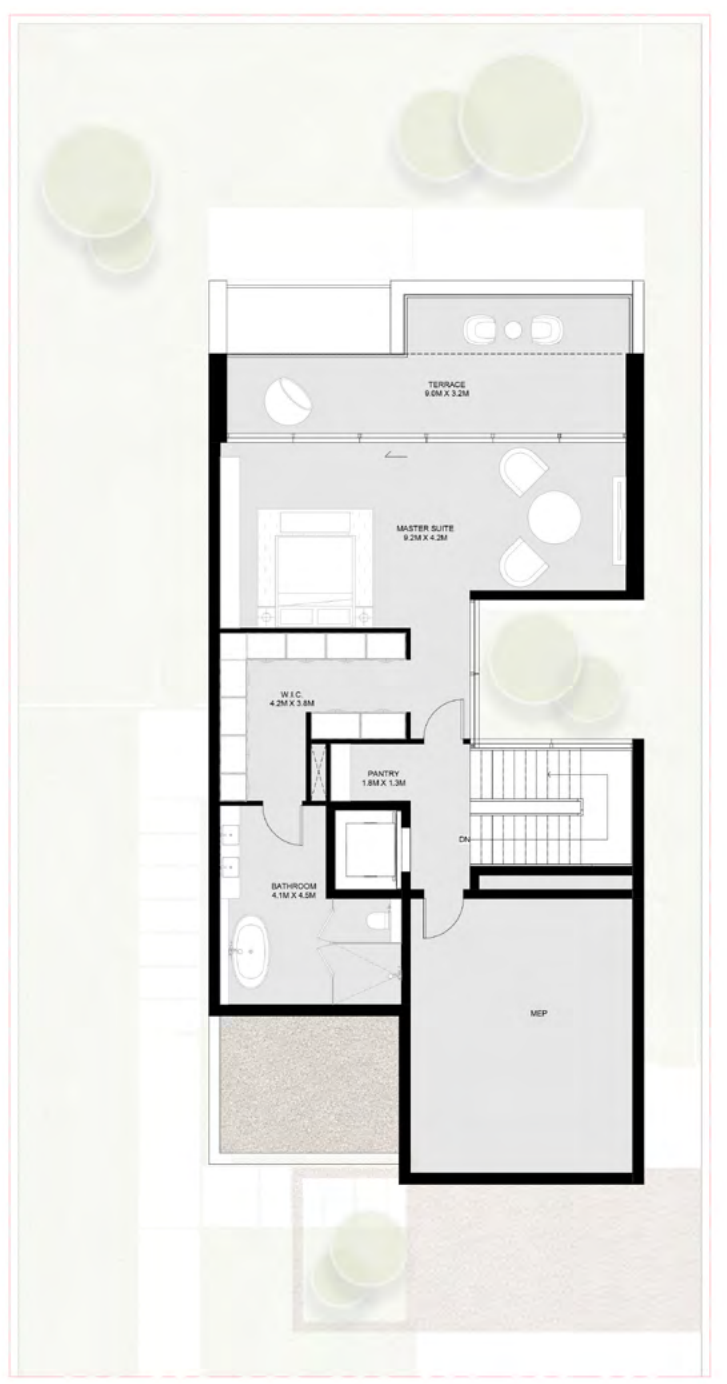 TERRACE
9.0M X 3.2M
MASTER SUITE
9.2M X 4.2M
W.I.C.
4.2M X 3.8M
PANTRY
1.8M X 1.3M
DN
BATHROOM
4.1M X 4.5M
MEP